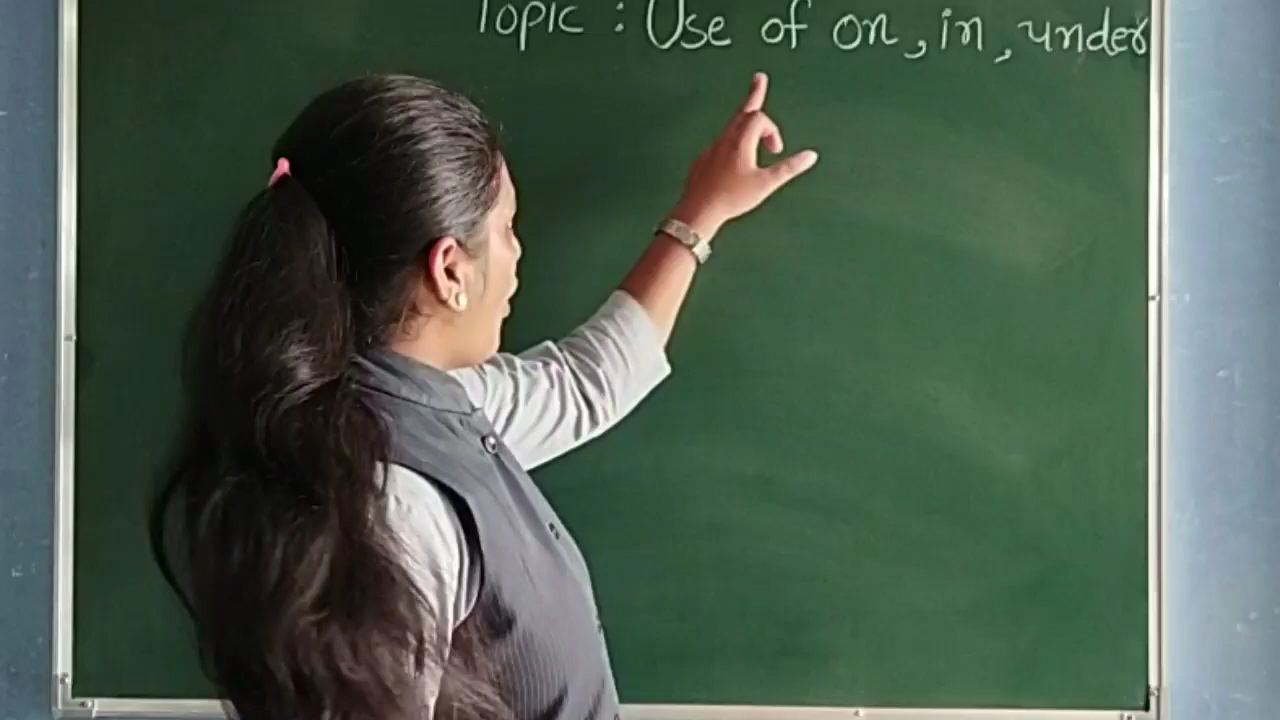 Topic : Use of on, in, under